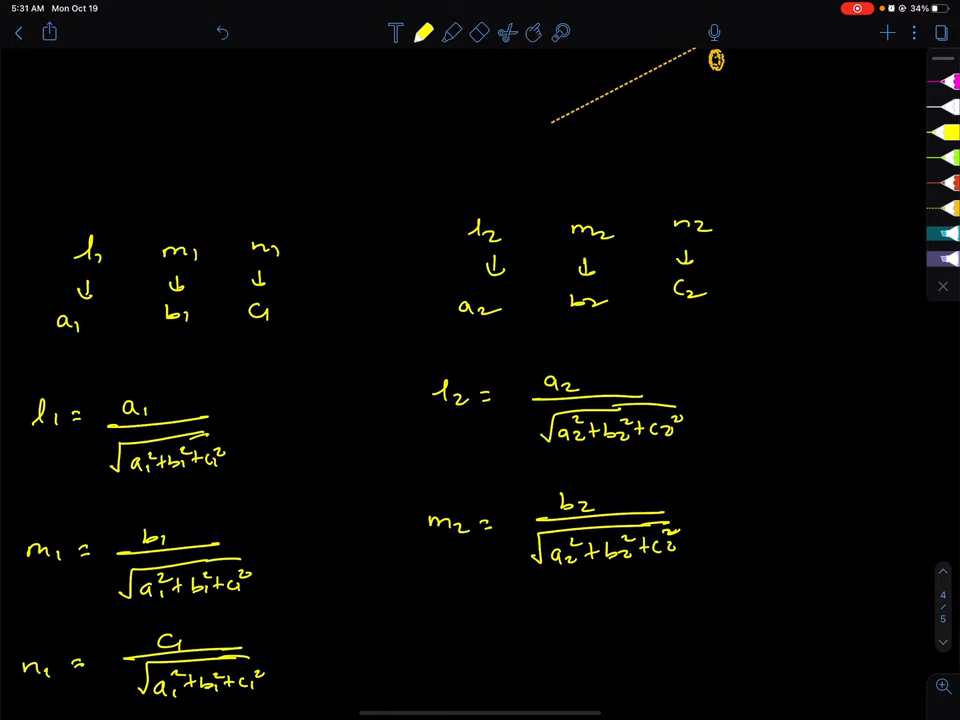 5:31 AM Mon Oct 19
34%
T
l₁ m₁ n₁
↓ ↓ ↓
a₁ b₁ c₁
l₂ m₂ n₂
↓ ↓ ↓
a₂ b₂ c₂
l₁ = a₁ / √(a₁²+b₁²+c₁²)
m₁ = b₁ / √(a₁²+b₁²+c₁²)
n₁ = c₁ / √(a₁²+b₁²+c₁²)
l₂ = a₂ / √(a₂²+b₂²+c₂²)
m₂ = b₂ / √(a₂²+b₂²+c₂²)
4
/
5